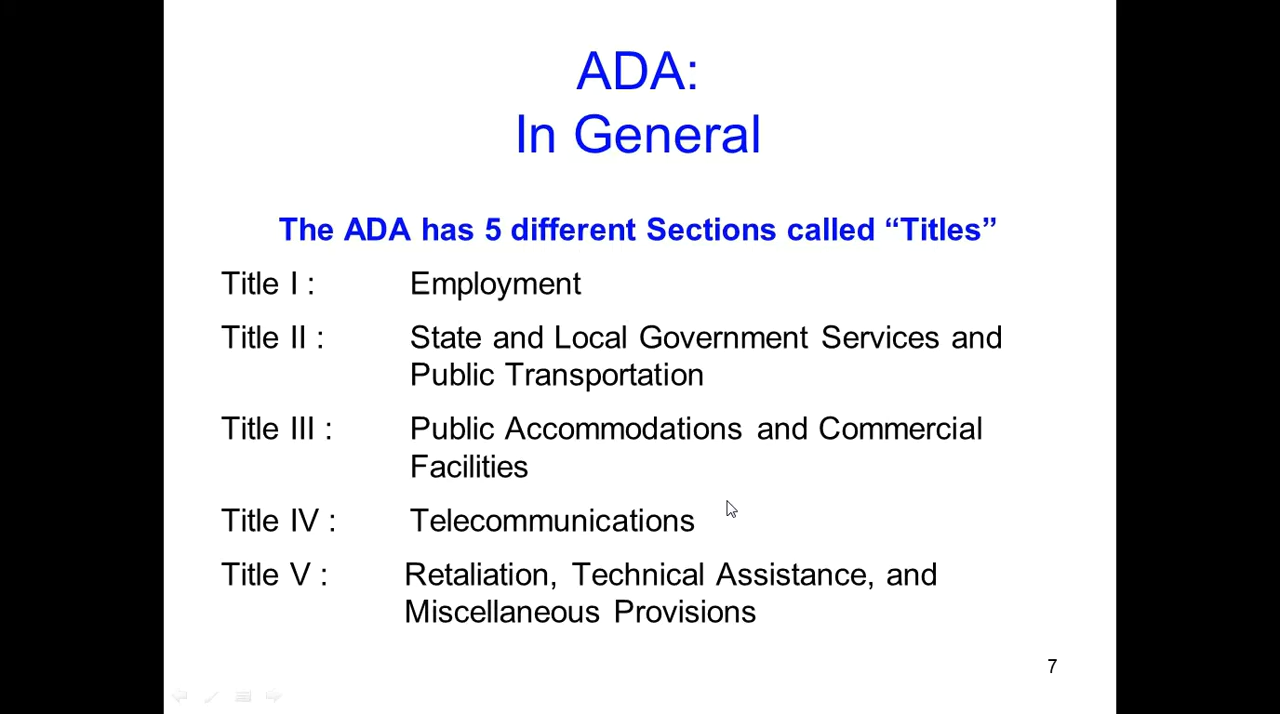 ADA:
In General
The ADA has 5 different Sections called “Titles”
Title I : Employment
Title II : State and Local Government Services and
Public Transportation
Title III : Public Accommodations and Commercial
Facilities
Title IV : Telecommunications
Title V : Retaliation, Technical Assistance, and
Miscellaneous Provisions
7